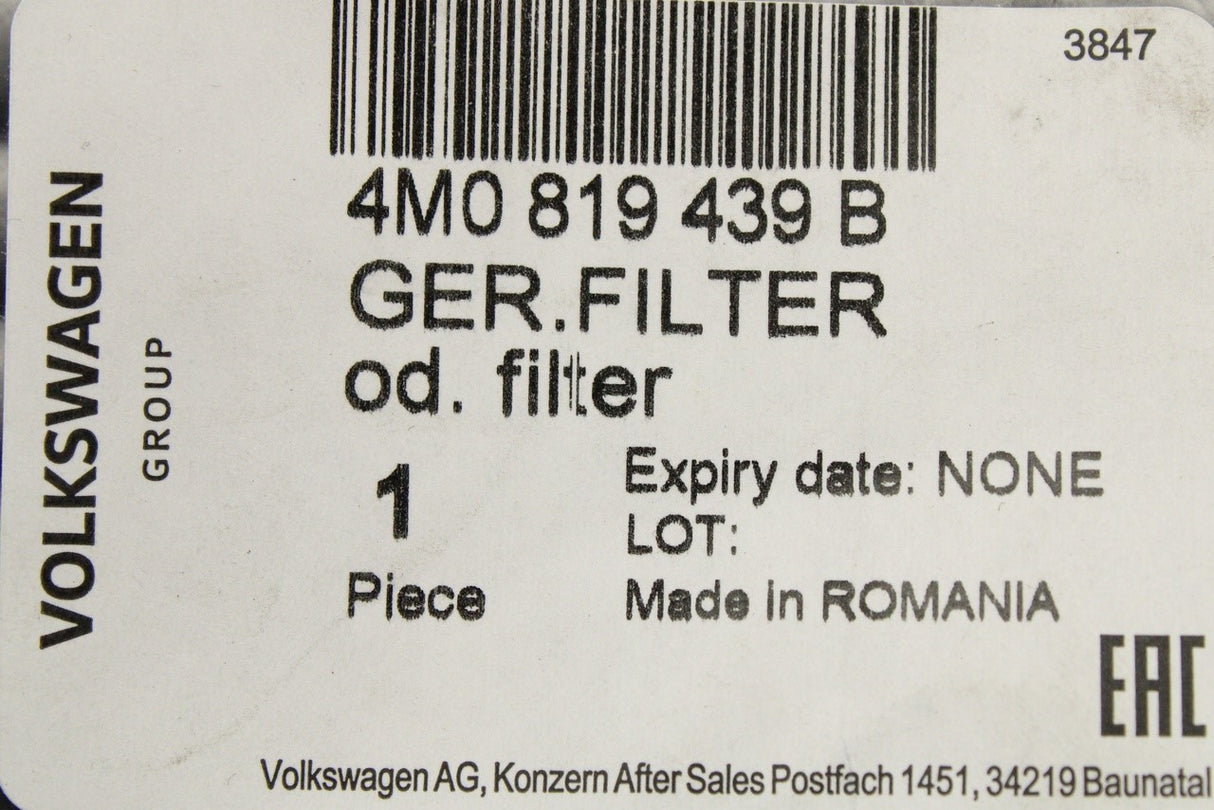 3847
4M0 819 439 B
GER.FILTER
od. filter
1
Piece
Expiry date: NONE
LOT:
Made in ROMANIA
EAC
Volkswagen AG, Konzern After Sales Postfach 1451, 34219 Baunatal
VOLKSWAGEN
GROUP